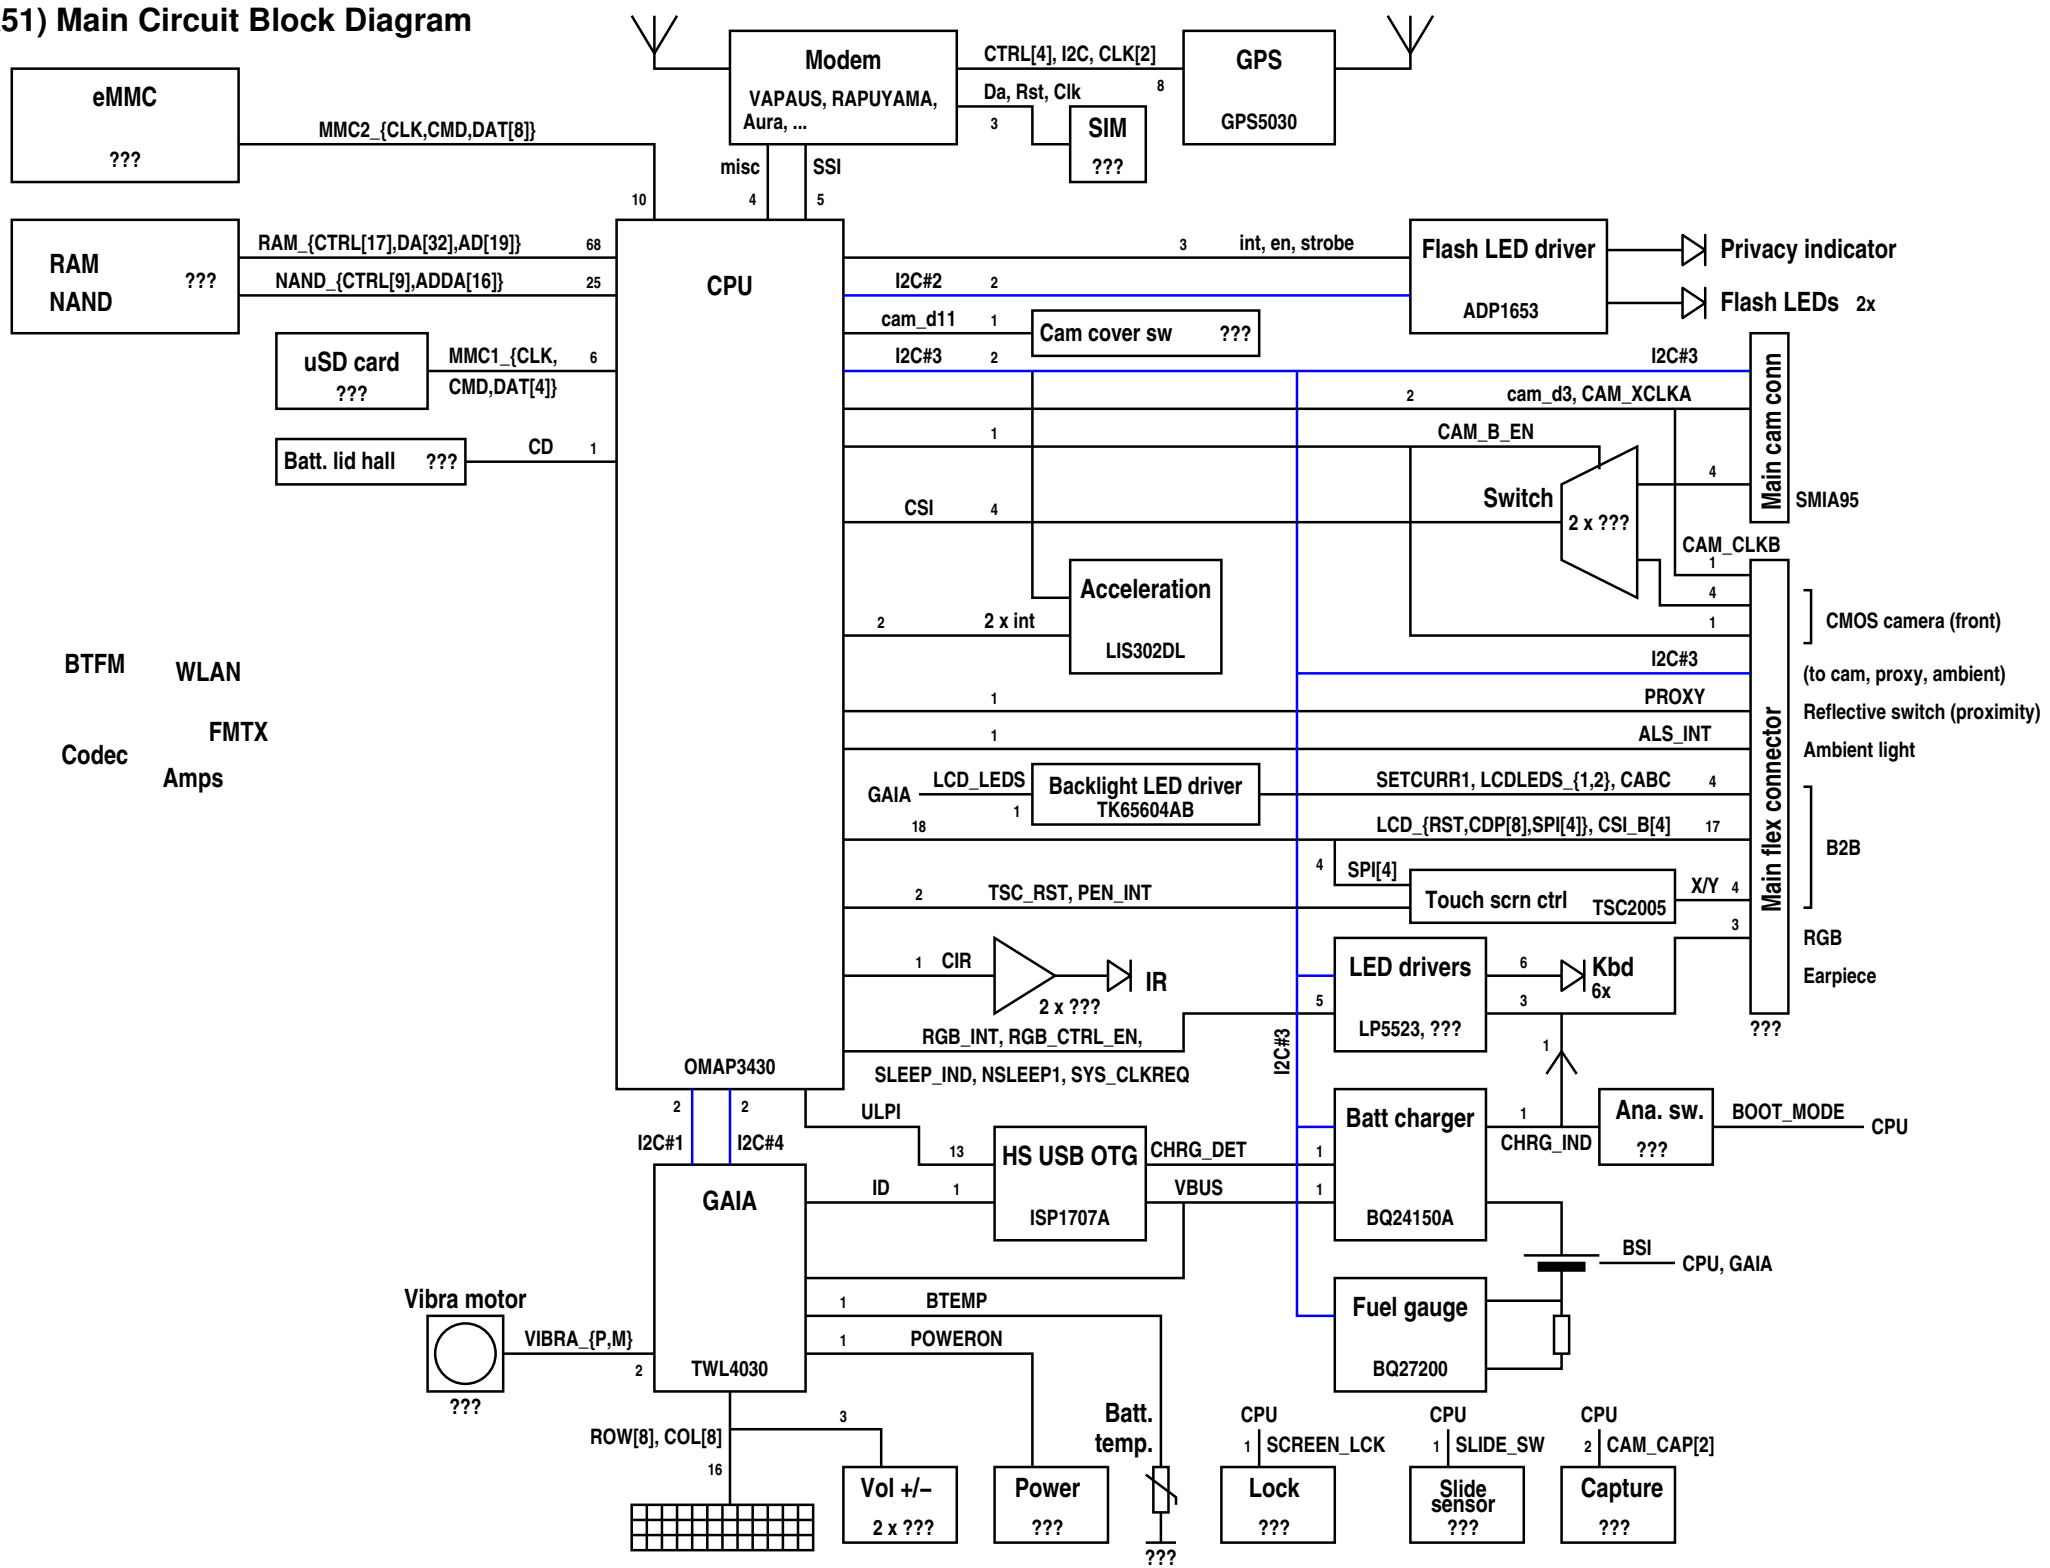 51) Main Circuit Block Diagram
eMMC
???
MMC2_{CLK,CMD,DAT[8]}
10
Modem
VAPAUS, RAPUYAMA,
Aura, ...
CTRL[4], I2C, CLK[2]
8
Da, Rst, Clk
3
SIM
???
GPS
GPS5030
misc
4
SSI
5
RAM
NAND
???
RAM_{CTRL[17],DA[32],AD[19]}
68
NAND_{CTRL[9],ADDA[16]}
25
uSD card
???
MMC1_{CLK,
CMD,DAT[4]}
6
Batt. lid hall
???
CD
1
CPU
OMAP3430
3
int, en, strobe
Flash LED driver
ADP1653
Privacy indicator
Flash LEDs 2x
I2C#2
2
cam_d11
1
Cam cover sw
???
I2C#3
2
I2C#3
2
cam_d3, CAM_XCLKA
1
CAM_B_EN
Main cam conn
SMIA95
4
Switch
2 x ???
CSI
4
CAM_CLKB
1
4
1
CMOS camera (front)
Acceleration
LIS302DL
2
2 x int
I2C#3
(to cam, proxy, ambient)
1
PROXY
Reflective switch (proximity)
1
ALS_INT
Ambient light
BTFM
WLAN
FMTX
Codec
Amps
GAIA
LCD_LEDS
1
Backlight LED driver
TK65604AB
SETCURR1, LCDLEDS_{1,2}, CABC
4
18
LCD_{RST,CDP[8],SPI[4]}, CSI_B[4]
17
B2B
Main flex connector
???
4
SPI[4]
2
TSC_RST, PEN_INT
Touch scrn ctrl
TSC2005
X/Y
4
3
RGB
Earpiece
1
CIR
2 x ???
IR
LED drivers
LP5523, ???
5
6
Kbd
6x
3
RGB_INT, RGB_CTRL_EN,
SLEEP_IND, NSLEEP1, SYS_CLKREQ
I2C#3
1
2
2
I2C#1
I2C#4
ULPI
13
HS USB OTG
ISP1707A
CHRG_DET
1
VBUS
1
Batt charger
BQ24150A
1
CHRG_IND
Ana. sw.
???
BOOT_MODE
CPU
GAIA
TWL4030
ID
1
BSI
CPU, GAIA
Fuel gauge
BQ27200
1
BTEMP
1
POWERON
Vibra motor
???
VIBRA_{P,M}
2
ROW[8], COL[8]
16
3
Vol +/−
2 x ???
Power
???
Batt.
temp.
???
CPU
1
SCREEN_LCK
Lock
???
CPU
1
SLIDE_SW
Slide
sensor
???
CPU
2
CAM_CAP[2]
Capture
???